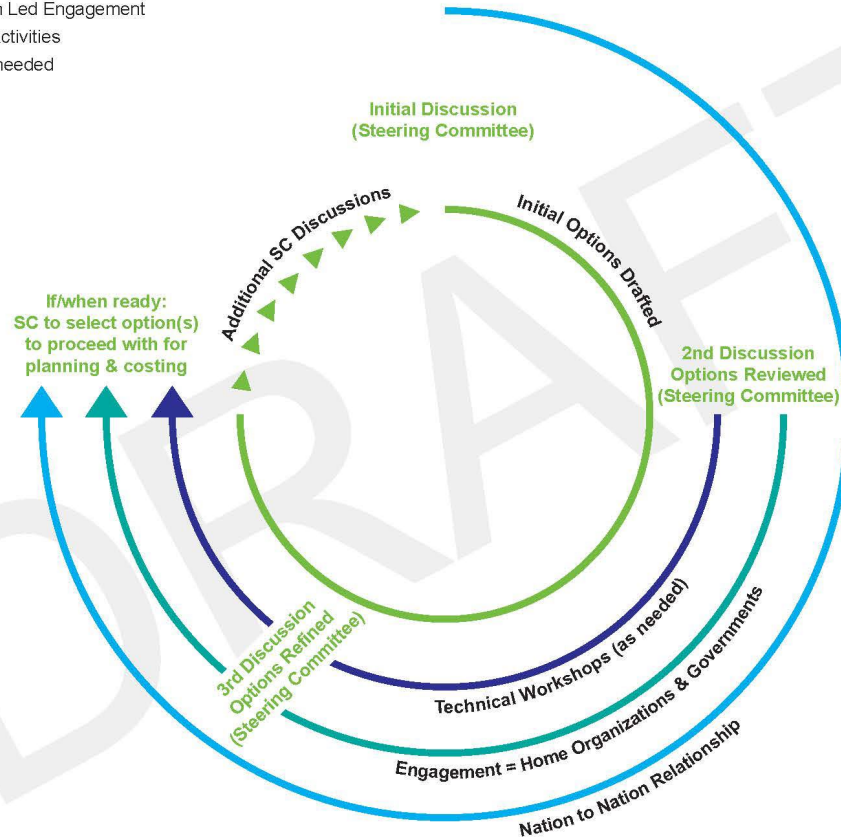 Led Engagement
ctivities
needed
Initial Discussion
(Steering Committee)
Additional SC Discussions
Initial Options Drafted
If/when ready:
SC to select option(s)
to proceed with for
planning & costing
2nd Discussion
Options Reviewed
(Steering Committee)
3rd Discussion
Options Refined
(Steering Committee)
Technical Workshops (as needed)
Engagement = Home Organizations & Governments
Nation to Nation Relationship
DRAFT